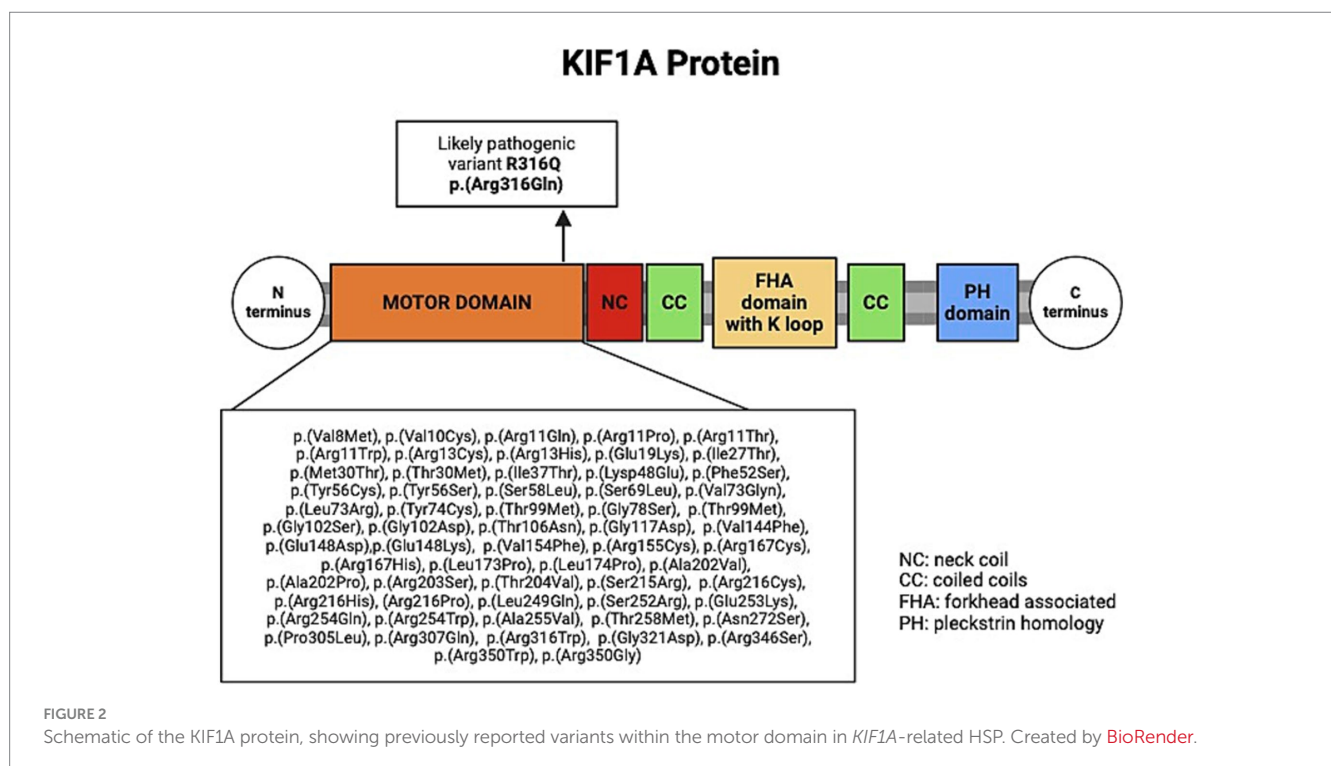 KIF1A Protein
Likely pathogenic
variant R316Q
p.(Arg316Gln)
N
terminus
MOTOR DOMAIN
NC
CC
FHA
domain
with K loop
CC
PH
domain
C
terminus
p.(Val8Met), p.(Val10Cys), p.(Arg11Gln), p.(Arg11Pro), p.(Arg11Thr),
p.(Arg11Trp), p.(Arg13Cys), p.(Arg13His), p.(Glu19Lys), p.(Ile27Thr),
p.(Met30Thr), p.(Thr30Met), p.(Ile37Thr), p.(Lysp48Glu), p.(Phe52Ser),
p.(Tyr56Cys), p.(Tyr56Ser), p.(Ser58Leu), p.(Ser69Leu), p.(Val73Glyn),
p.(Leu73Arg), p.(Tyr74Cys), p.(Thr99Met), p.(Gly78Ser), p.(Thr99Met),
p.(Gly102Ser), p.(Gly102Asp), p.(Thr106Asn), p.(Gly117Asp), p.(Val144Phe),
p.(Glu148Asp),p.(Glu148Lys), p.(Val154Phe), p.(Arg155Cys), p.(Arg167Cys),
p.(Arg167His), p.(Leu173Pro), p.(Leu174Pro), p.(Ala202Val),
p.(Ala202Pro), p.(Arg203Ser), p.(Thr204Val), p.(Ser215Arg), p.(Arg216Cys),
p.(Arg216His), (Arg216Pro), p.(Leu249Gln), p.(Ser252Arg), p.(Glu253Lys),
p.(Arg254Gln), p.(Arg254Trp), p.(Ala255Val), p.(Thr258Met), p.(Asn272Ser),
p.(Pro305Leu), p.(Arg307Gln), p.(Arg316Trp), p.(Gly321Asp), p.(Arg346Ser),
p.(Arg350Trp), p.(Arg350Gly)
NC: neck coil
CC: coiled coils
FHA: forkhead associated
PH: pleckstrin homology
FIGURE 2
Schematic of the KIF1A protein, showing previously reported variants within the motor domain in KIF1A-related HSP. Created by BioRender.